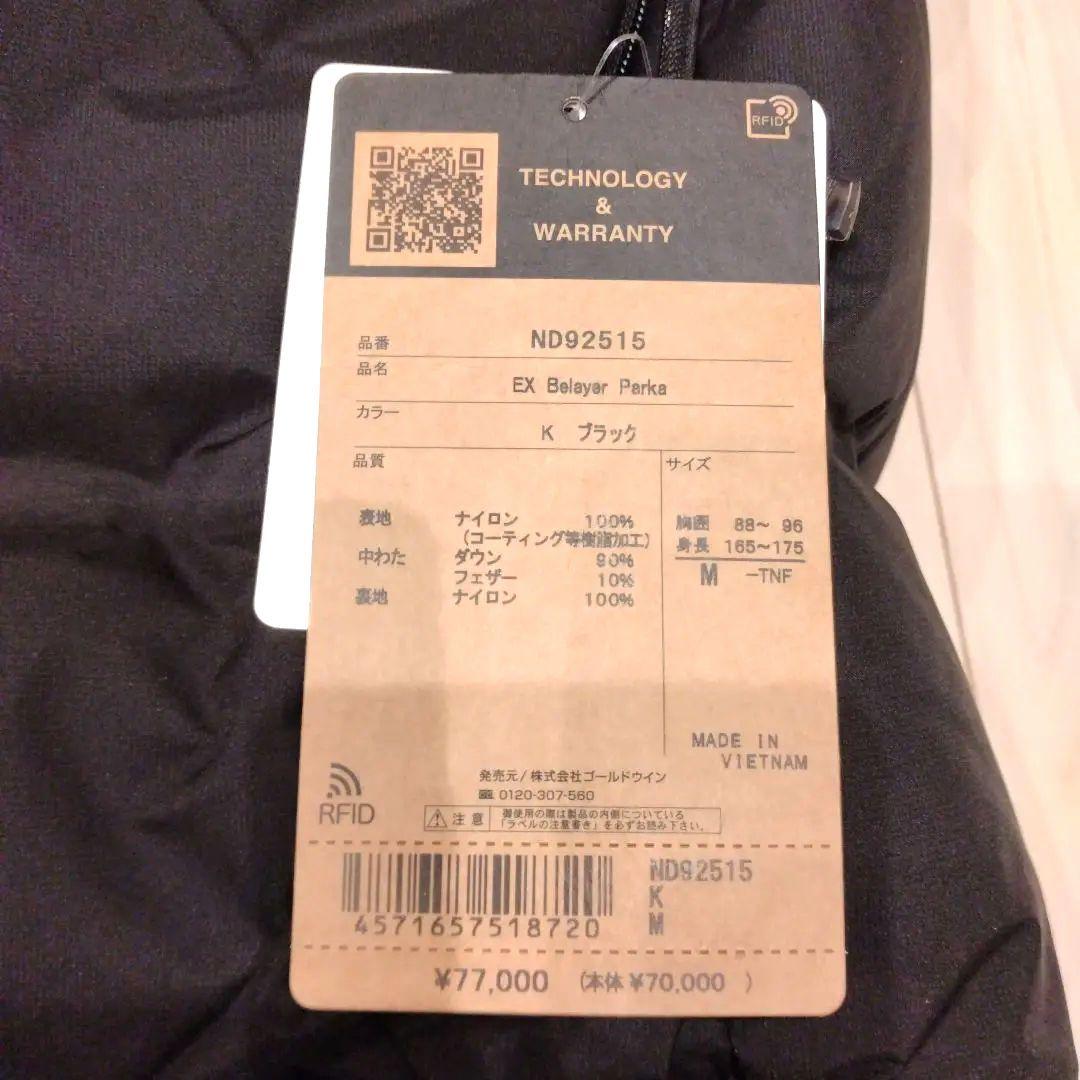 RFID
TECHNOLOGY
&
WARRANTY
品番 ND92515
品名 EX Belayer Parka
カラー K ブラック
品質 サイズ
表地 ナイロン 100%
(コーティング等樹脂加工)
中わた ダウン 90%
フェザー 10%
裏地 ナイロン 100%
胸囲 88～ 96
身長 165～175
M -TNF
MADE IN
VIETNAM
RFID
発売元/株式会社ゴールドウイン
0120-307-560
注意 御使用の際は製品の内側についている
「ラベルの注意書き」を必ずお読み下さい。
4571657518720
ND92515
K
M
¥77,000 (本体 ¥70,000 )